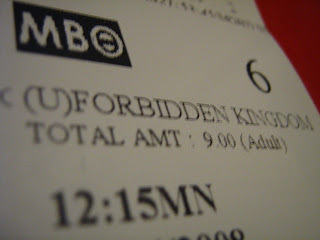 MBO
6
(U)FORBIDDEN KINGDOM
TOTAL AMT : 9.00 (Adult)
12:15MN